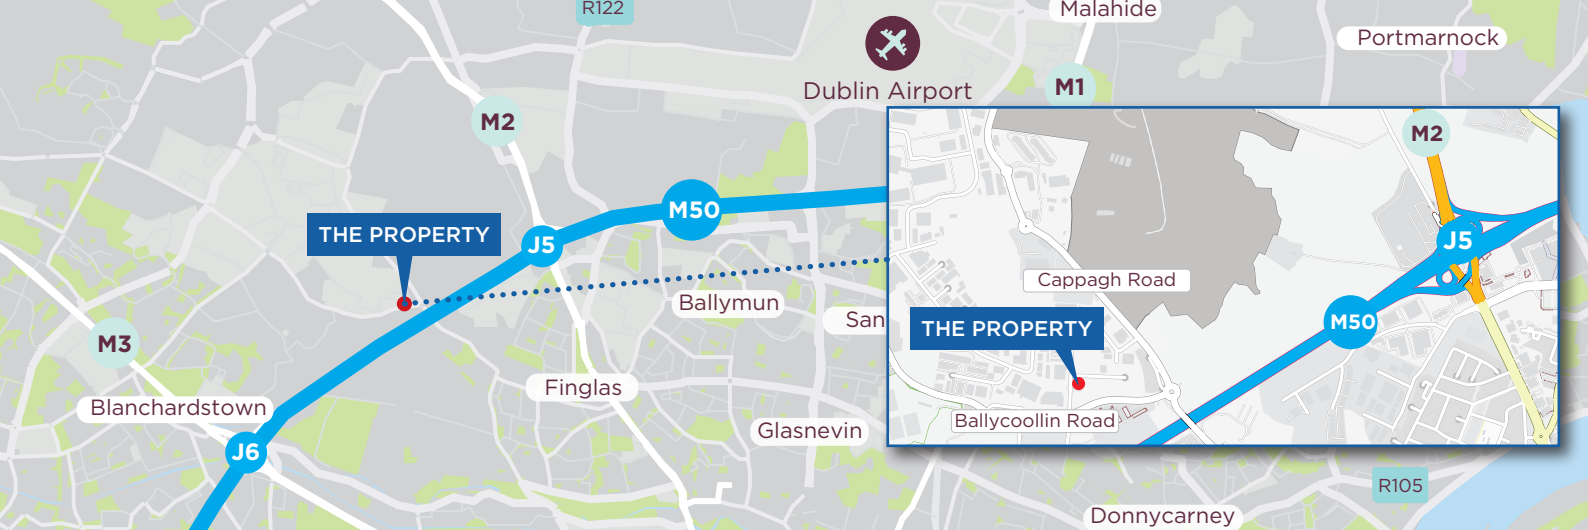 R122
Malahide
Portmarnock
Dublin Airport
M1
M2
M50
THE PROPERTY
J5
Ballymun
San
M3
Finglas
Blanchardstown
Glasnevin
J6
M2
J5
Cappagh Road
M50
THE PROPERTY
Ballycoollin Road
R105
Donnycarney